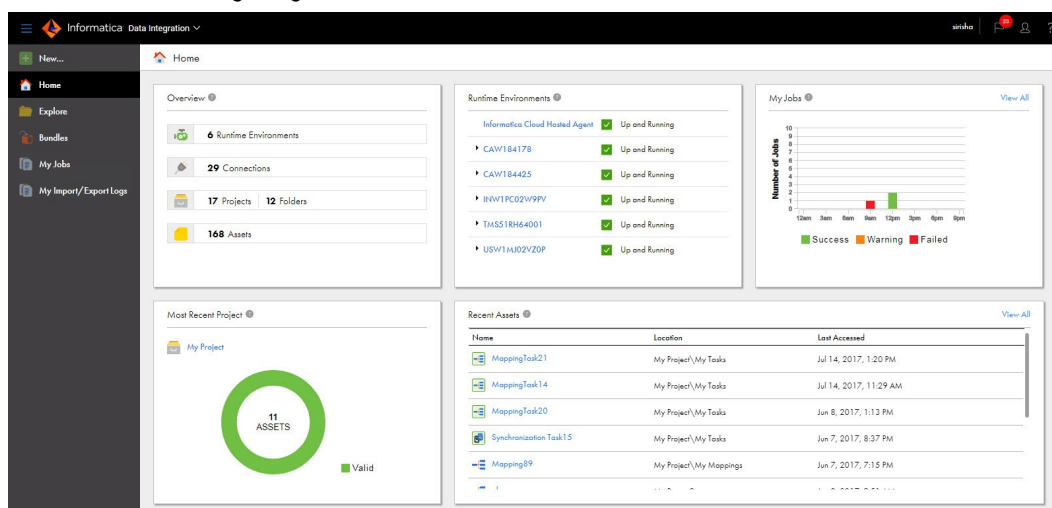 Informatica Data Integration
sirisha
20
?
New...
Home
Explore
Bundles
My Jobs
My Import/Export Logs
Home
Overview ?
6 Runtime Environments
29 Connections
17 Projects 12 Folders
168 Assets
Runtime Environments ?
Informatica Cloud Hosted Agent Up and Running
CAW184178 Up and Running
CAW184425 Up and Running
INW1PC02W9PV Up and Running
TMS51RH64001 Up and Running
USW1MJ02VZ0P Up and Running
My Jobs ? View All
Number of Jobs
10
9
8
7
6
5
4
3
2
1
0
12am 3am 6am 9am 12pm 3pm 6pm 9pm
Success Warning Failed
Most Recent Project ?
My Project
11
ASSETS
Valid
Recent Assets ? View All
Name Location Last Accessed
MappingTask21 My Project\My Tasks Jul 14, 2017, 1:20 PM
MappingTask14 My Project\My Tasks Jul 14, 2017, 11:29 AM
MappingTask20 My Project\My Tasks Jun 8, 2017, 1:13 PM
Synchronization Task15 My Project\My Tasks Jun 7, 2017, 8:37 PM
Mapping89 My Project\My Mappings Jun 7, 2017, 7:15 PM